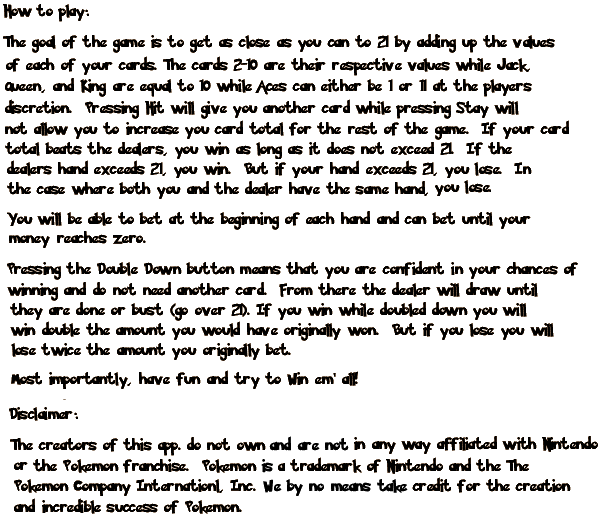 How to play:
The goal of the game is to get as close as you can to 21 by adding up the values
of each of your cards. The cards 2-10 are their respective values while Jack,
Queen, and King are equal to 10 while Aces can either be 1 or 11 at the players
discretion. Pressing Hit will give you another card while pressing Stay will
not allow you to increase you card total for the rest of the game. If your card
total beats the dealers, you win as long as it does not exceed 21. If the
dealers hand exceeds 21, you win. But if your hand exceeds 21, you lose. In
the case where both you and the dealer have the same hand, you lose.
You will be able to bet at the beginning of each hand and can bet until your
money reaches zero.
Pressing the Double Down button means that you are confident in your chances of
winning and do not need another card. From there the dealer will draw until
they are done or bust (go over 21). If you win while doubled down you will
win double the amount you would have originally won. But if you lose you will
lose twice the amount you originally bet.
Most importantly, have fun and try to Win em' all!
Disclaimer:
The creators of this app. do not own and are not in any way affiliated with Nintendo
or the Pokemon franchise. Pokemon is a trademark of Nintendo and the The
Pokemon Company Internationl, Inc. We by no means take credit for the creation
and incredible success of Pokemon.